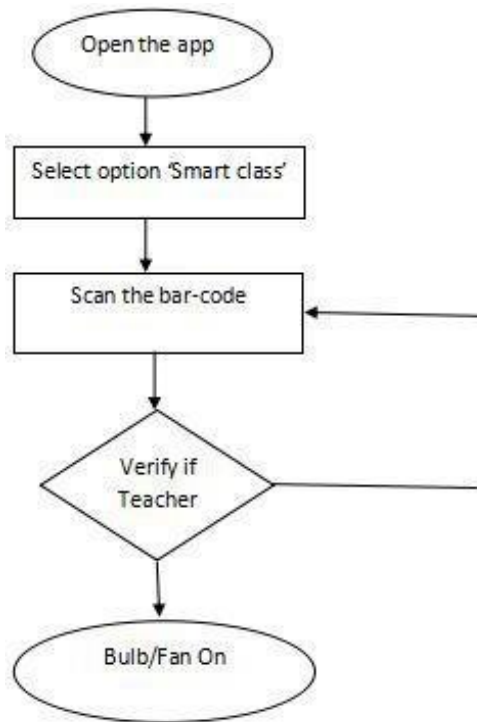 Open the app
Select option ‘Smart class’
Scan the bar-code
Verify if
Teacher
Bulb/Fan On